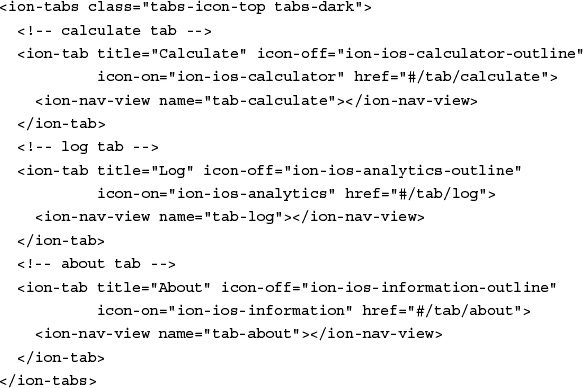 <ion-tabs class="tabs-icon-top tabs-dark">
  <!-- calculate tab -->
  <ion-tab title="Calculate" icon-off="ion-ios-calculator-outline"
           icon-on="ion-ios-calculator" href="#/tab/calculate">
    <ion-nav-view name="tab-calculate"></ion-nav-view>
  </ion-tab>
  <!-- log tab -->
  <ion-tab title="Log" icon-off="ion-ios-analytics-outline"
           icon-on="ion-ios-analytics" href="#/tab/log">
    <ion-nav-view name="tab-log"></ion-nav-view>
  </ion-tab>
  <!-- about tab -->
  <ion-tab title="About" icon-off="ion-ios-information-outline"
           icon-on="ion-ios-information" href="#/tab/about">
    <ion-nav-view name="tab-about"></ion-nav-view>
  </ion-tab>
</ion-tabs>